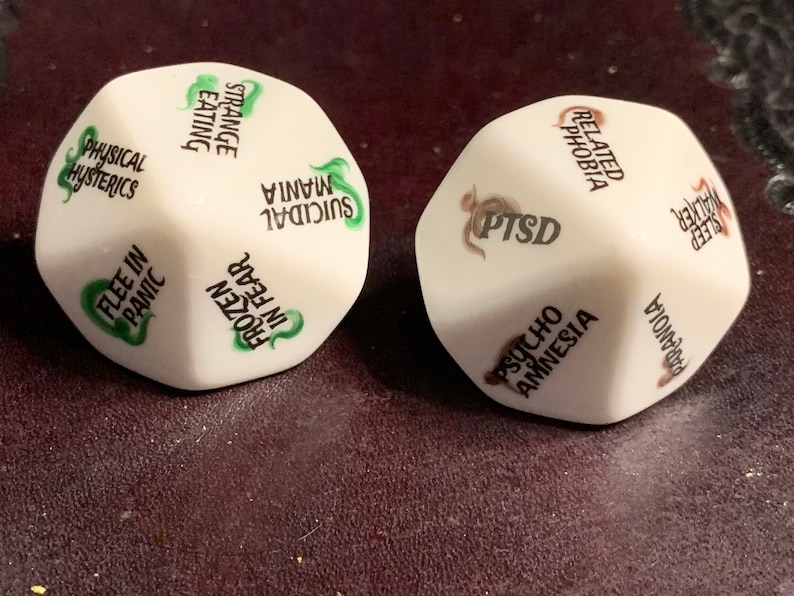 STRANGE
EATING
PHYSICAL
HYSTERICS
SUICIDAL
MANIA
FLEE IN
PANIC
FROZEN
IN FEAR
RELATED
PHOBIA
SLEEP
WALKER
PTSD
PSYCHO
AMNESIA
PARANOIA